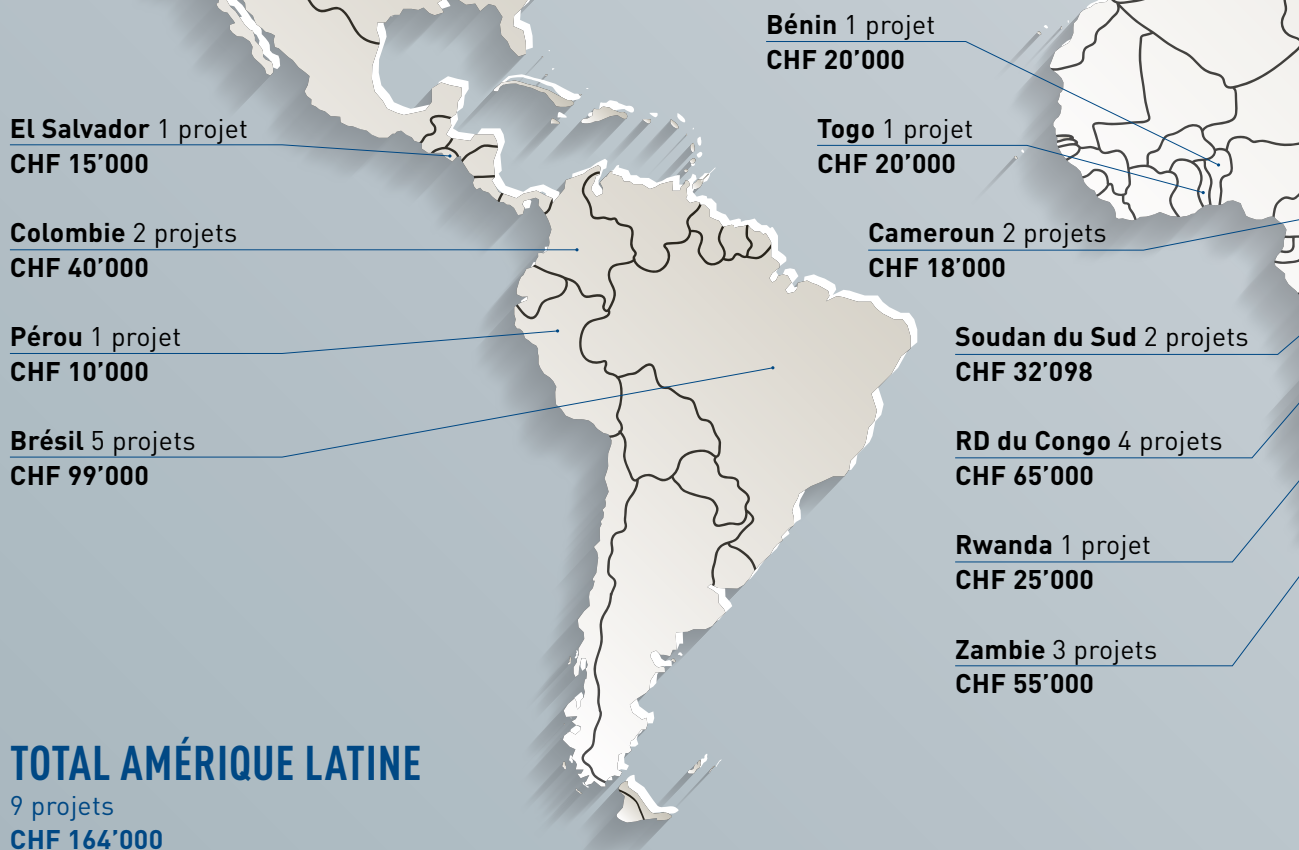 El Salvador 1 projet
CHF 15’000
Colombie 2 projets
CHF 40’000
Pérou 1 projet
CHF 10’000
Brésil 5 projets
CHF 99’000
TOTAL AMÉRIQUE LATINE
9 projets
CHF 164’000
Bénin 1 projet
CHF 20’000
Togo 1 projet
CHF 20’000
Cameroun 2 projets
CHF 18’000
Soudan du Sud 2 projets
CHF 32’098
RD du Congo 4 projets
CHF 65’000
Rwanda 1 projet
CHF 25’000
Zambie 3 projets
CHF 55’000